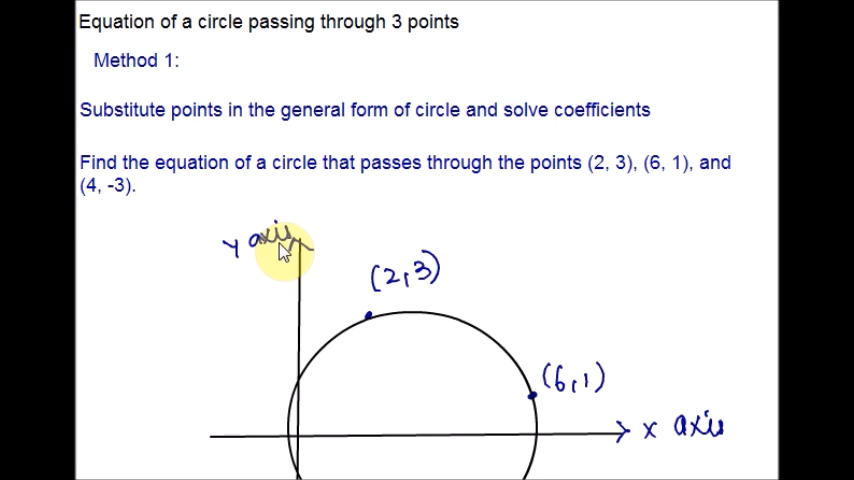 Equation of a circle passing through 3 points
Method 1:
Substitute points in the general form of circle and solve coefficients
Find the equation of a circle that passes through the points (2, 3), (6, 1), and
(4, -3).
Y axis
(2,3)
(6,1)
x axis